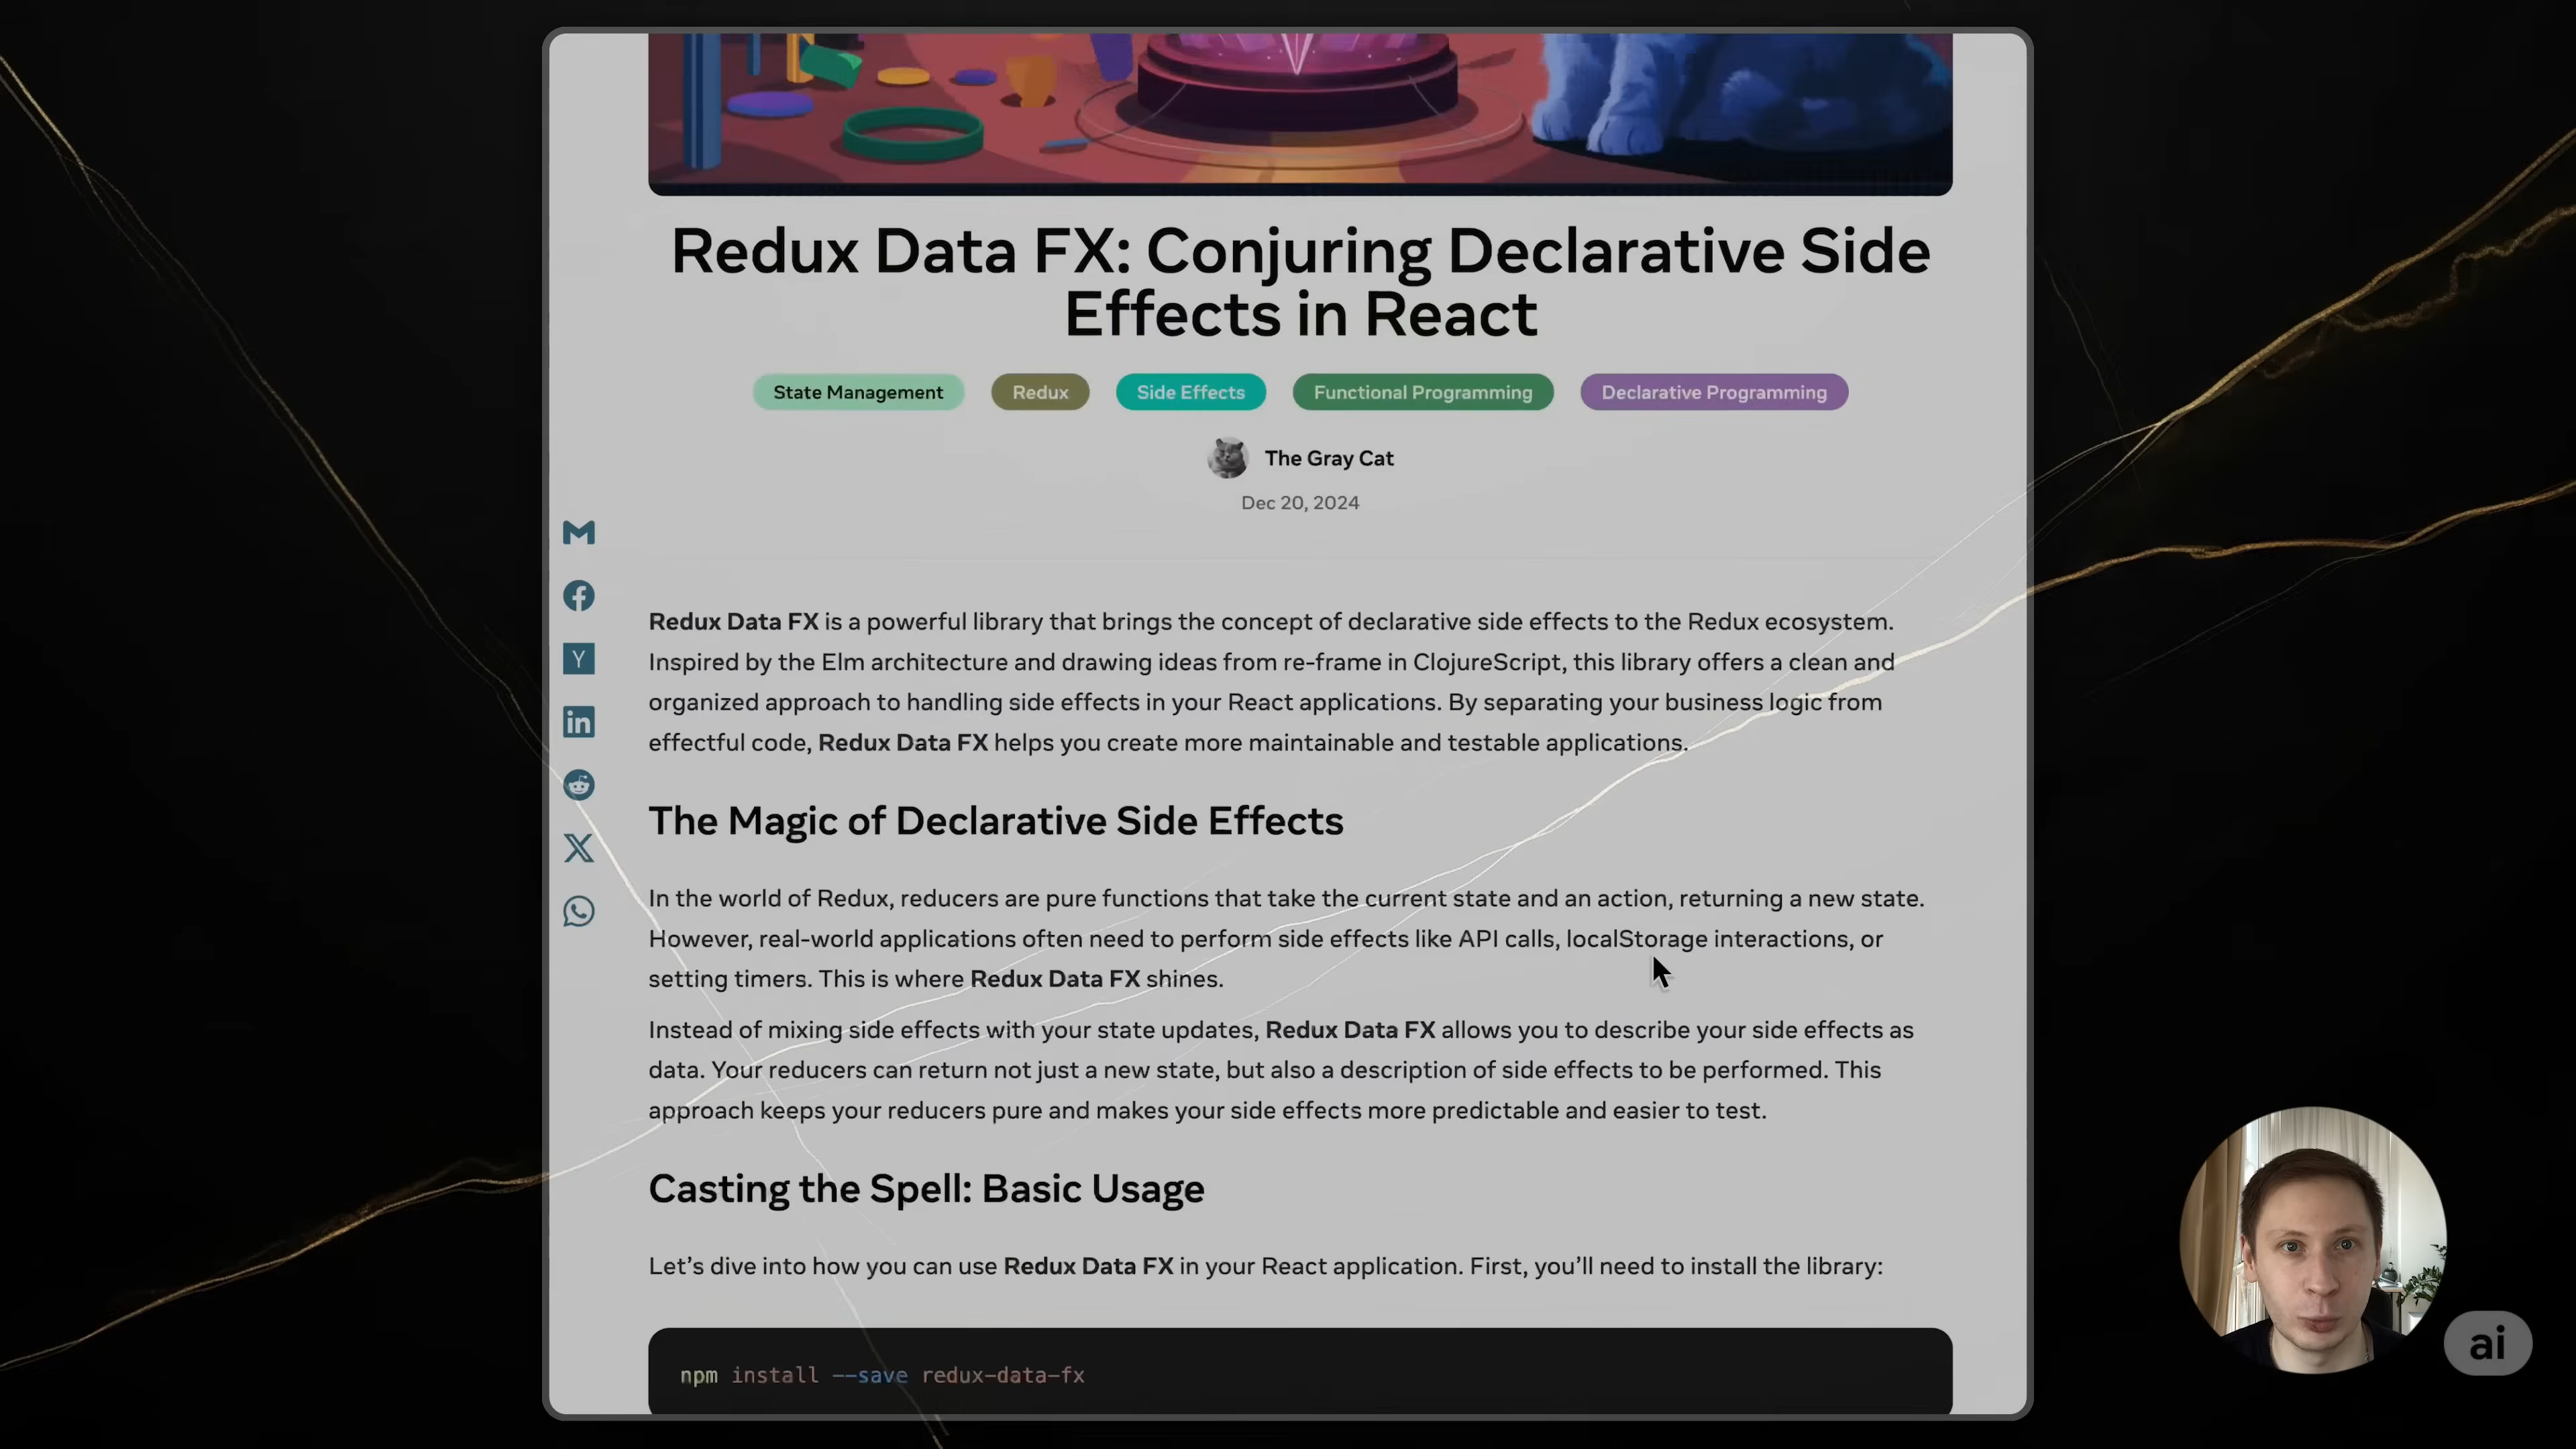 Redux Data FX: Conjuring Declarative Side
Effects in React
State Management
Redux
Side Effects
Functional Programming
Declarative Programming
The Gray Cat
Dec 20, 2024
Redux Data FX is a powerful library that brings the concept of declarative side effects to the Redux ecosystem.
Inspired by the Elm architecture and drawing ideas from re-frame in ClojureScript, this library offers a clean and
organized approach to handling side effects in your React applications. By separating your business logic from
effectful code, Redux Data FX helps you create more maintainable and testable applications.
The Magic of Declarative Side Effects
In the world of Redux, reducers are pure functions that take the current state and an action, returning a new state.
However, real-world applications often need to perform side effects like API calls, localStorage interactions, or
setting timers. This is where Redux Data FX shines.
Instead of mixing side effects with your state updates, Redux Data FX allows you to describe your side effects as
data. Your reducers can return not just a new state, but also a description of side effects to be performed. This
approach keeps your reducers pure and makes your side effects more predictable and easier to test.
Casting the Spell: Basic Usage
Let’s dive into how you can use Redux Data FX in your React application. First, you’ll need to install the library:
npm install --save redux-data-fx
ai